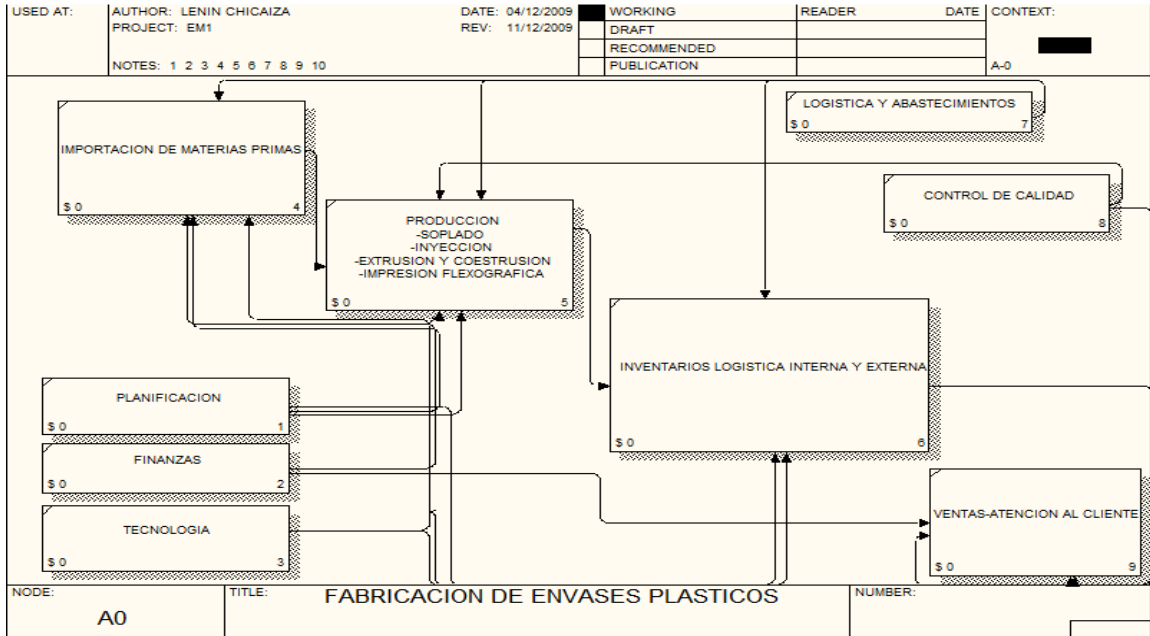 USED AT:
AUTHOR: LENIN CHICAIZA
DATE: 04/12/2009
PROJECT: EM1
REV: 11/12/2009
NOTES: 1 2 3 4 5 6 7 8 9 10
WORKING
DRAFT
RECOMMENDED
PUBLICATION
READER
DATE
CONTEXT:
A-0
LOGISTICA Y ABASTECIMIENTOS
$ 0
7
IMPORTACION DE MATERIAS PRIMAS
$ 0
4
CONTROL DE CALIDAD
$ 0
8
PRODUCCION
-SOPLADO
-INYECCION
-EXTRUSION Y COESTRUSION
-IMPRESION FLEXOGRAFICA
$ 0
5
INVENTARIOS LOGISTICA INTERNA Y EXTERNA
$ 0
6
PLANIFICACION
$ 0
1
FINANZAS
$ 0
2
TECNOLOGIA
$ 0
3
VENTAS-ATENCION AL CLIENTE
$ 0
9
NODE:
A0
TITLE:
FABRICACION DE ENVASES PLASTICOS
NUMBER: